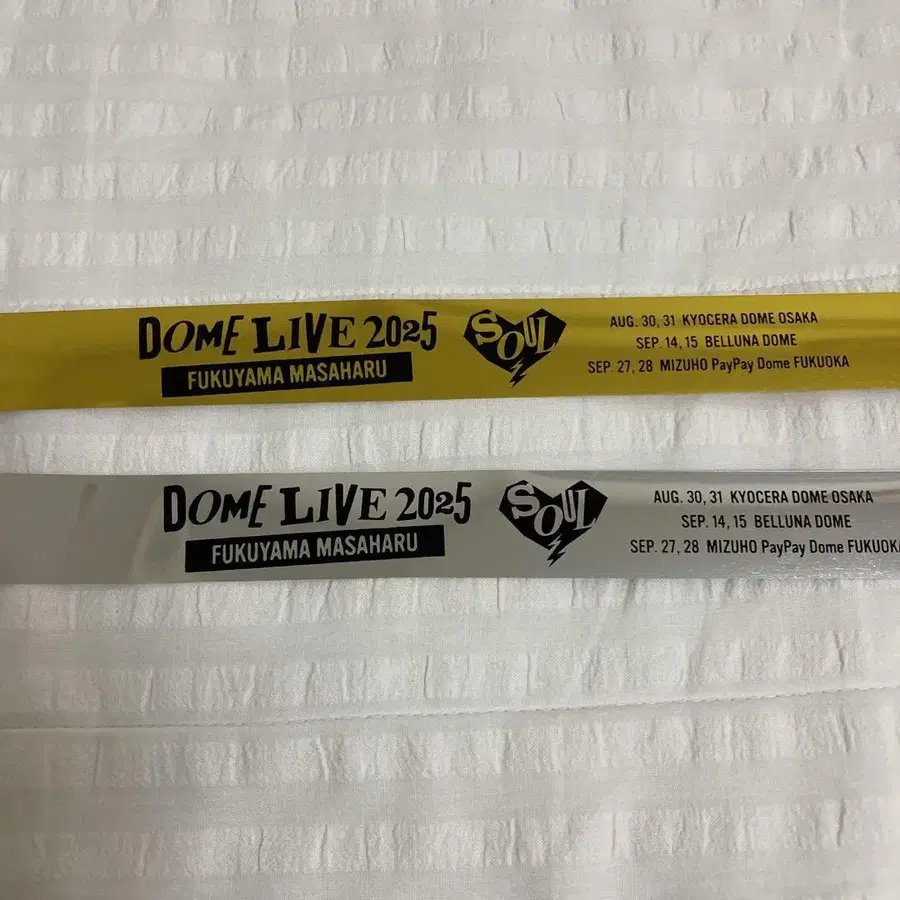 DOME LIVE 2025
FUKUYAMA MASAHARU
SOUL
AUG. 30, 31 KYOCERA DOME OSAKA
SEP. 14, 15 BELLUNA DOME
SEP. 27, 28 MIZUHO PayPay Dome FUKUOKA
DOME LIVE 2025
FUKUYAMA MASAHARU
SOUL
AUG. 30, 31 KYOCERA DOME OSAKA
SEP. 14, 15 BELLUNA DOME
SEP. 27, 28 MIZUHO PayPay Dome FUKUOKA